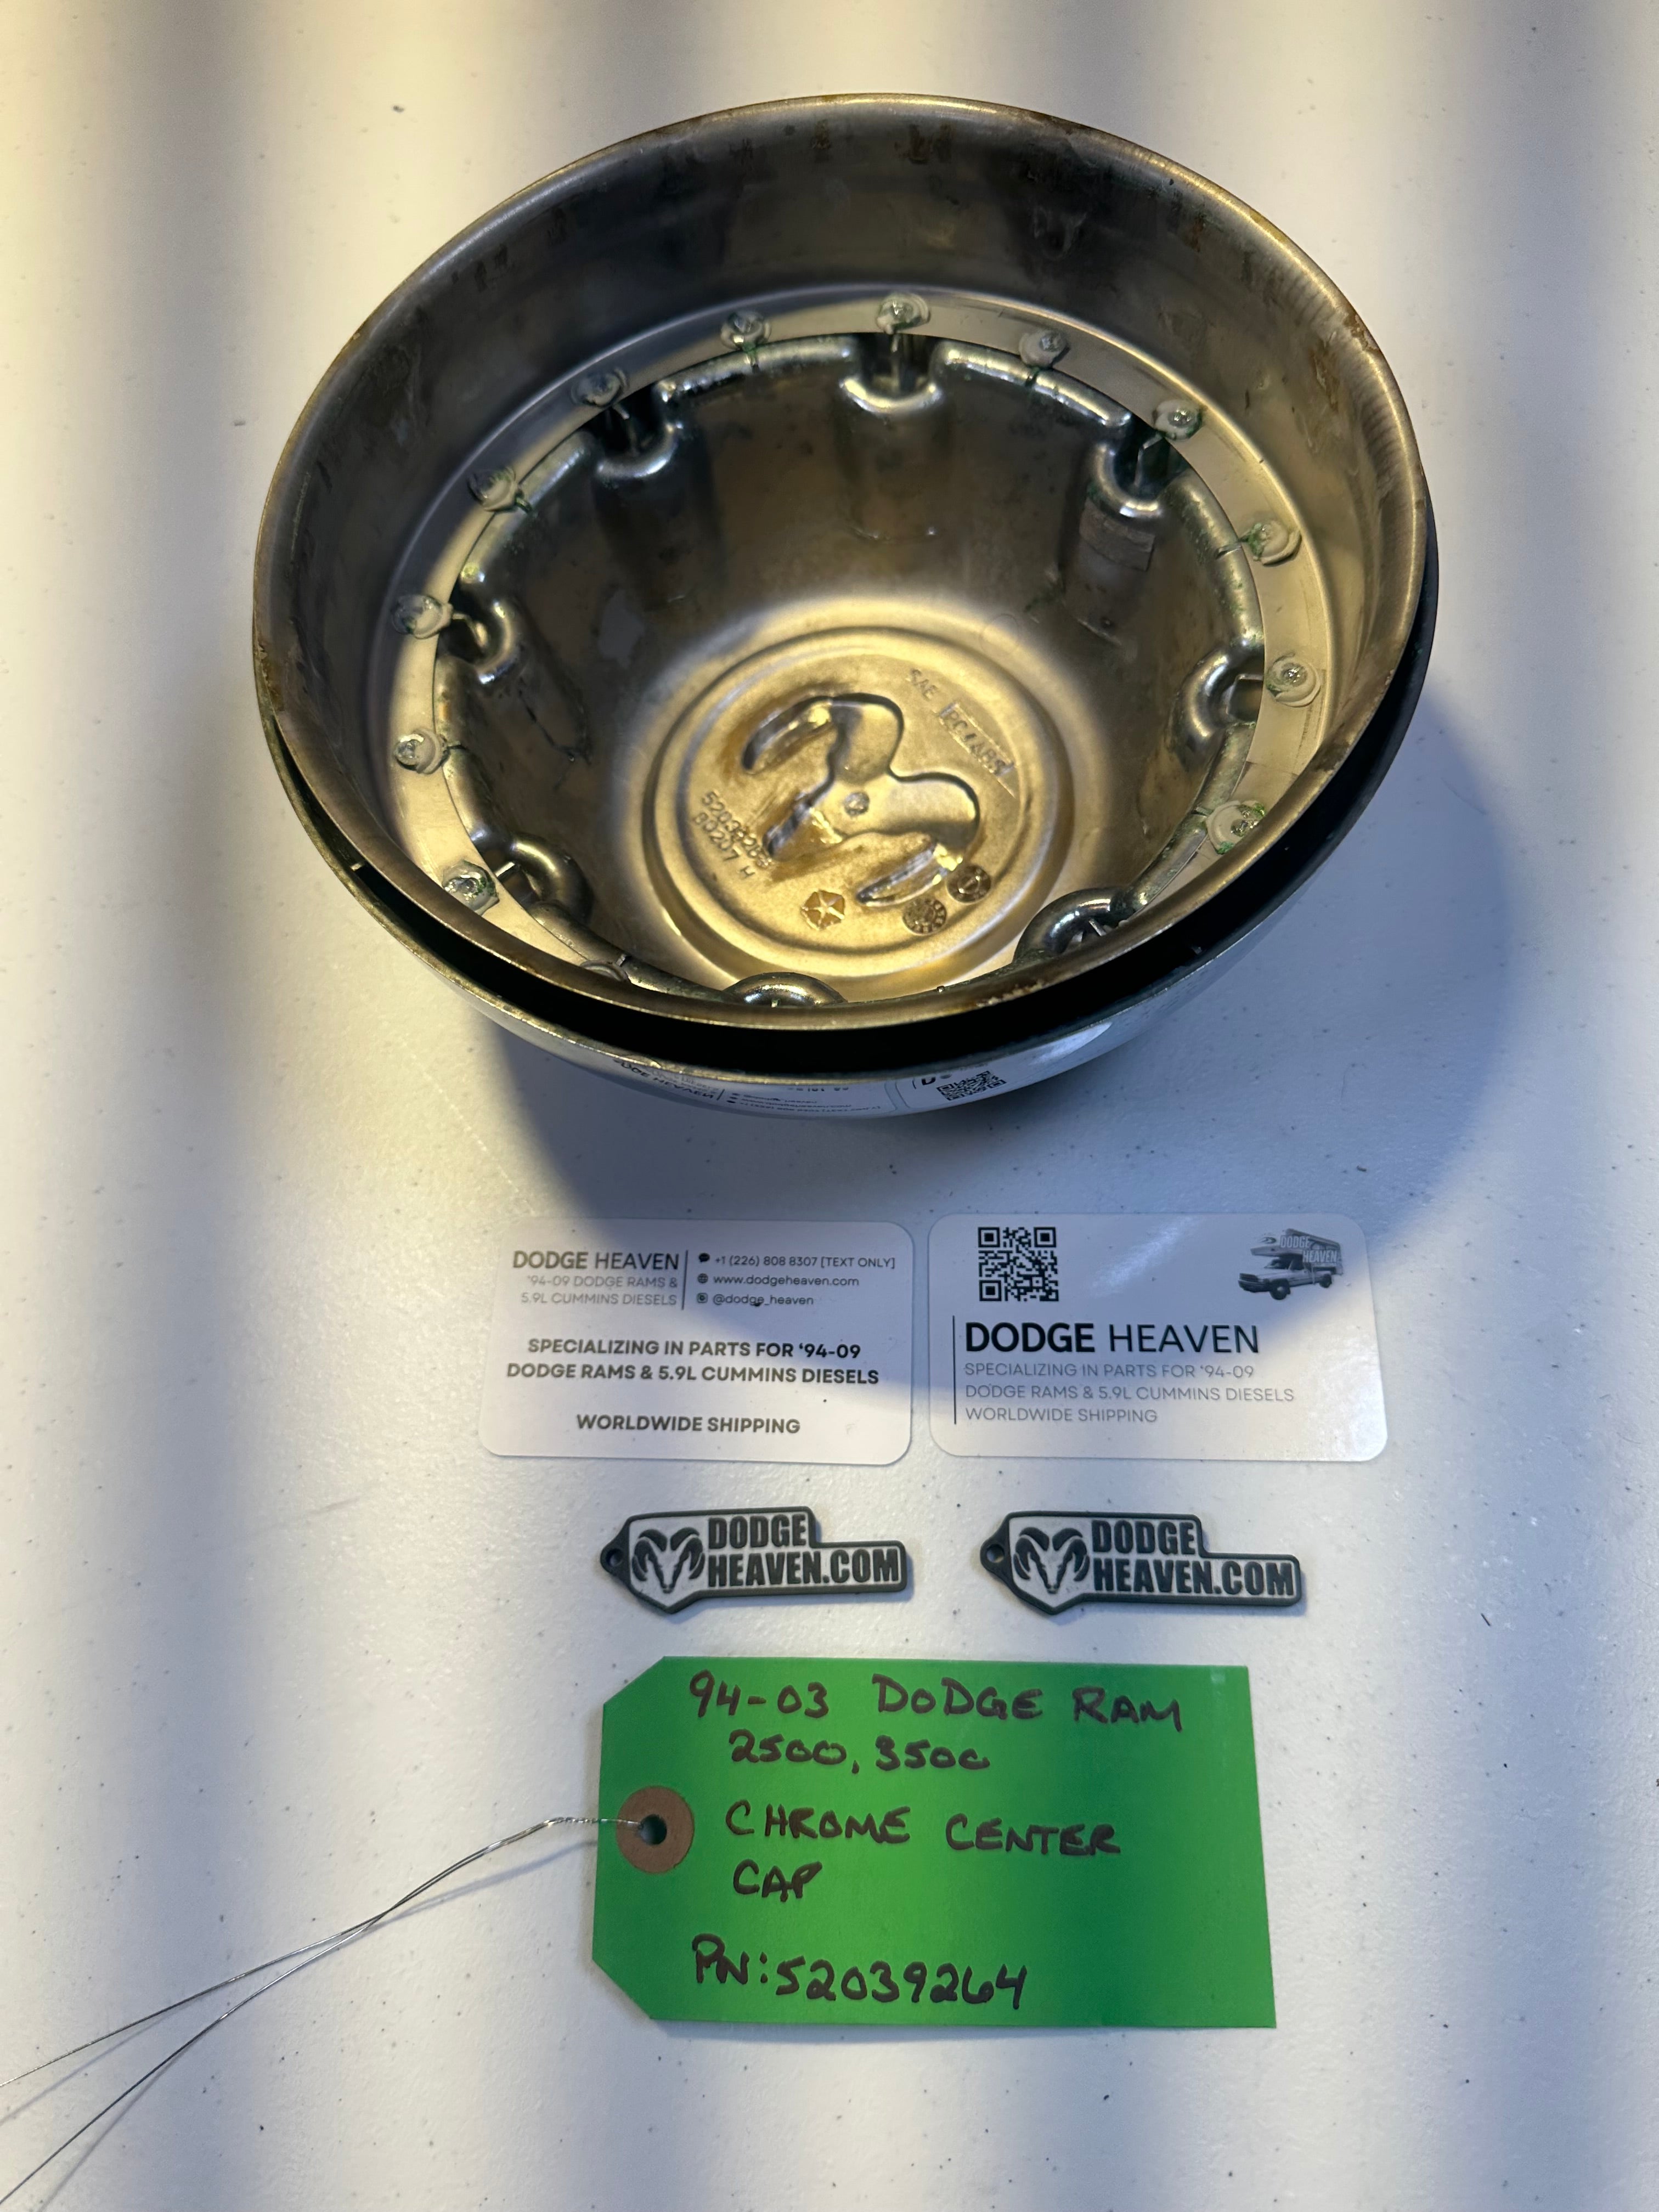 SAE
DODGE HEAVEN
'94-09 DODGE RAMS &
5.9L CUMMINS DIESELS
+1 (226) 808 8307 [TEXT ONLY]
www.dodgeheaven.com
@dodge_heaven
SPECIALIZING IN PARTS FOR '94-09
DODGE RAMS & 5.9L CUMMINS DIESELS
WORLDWIDE SHIPPING
DODGE
HEAVEN
DODGE HEAVEN
SPECIALIZING IN PARTS FOR '94-09
DODGE RAMS & 5.9L CUMMINS DIESELS
WORLDWIDE SHIPPING
DODGE
HEAVEN.COM
DODGE
HEAVEN.COM
94-03 DODGE RAM
2500, 3500
CHROME CENTER
CAP
PN: 52039264